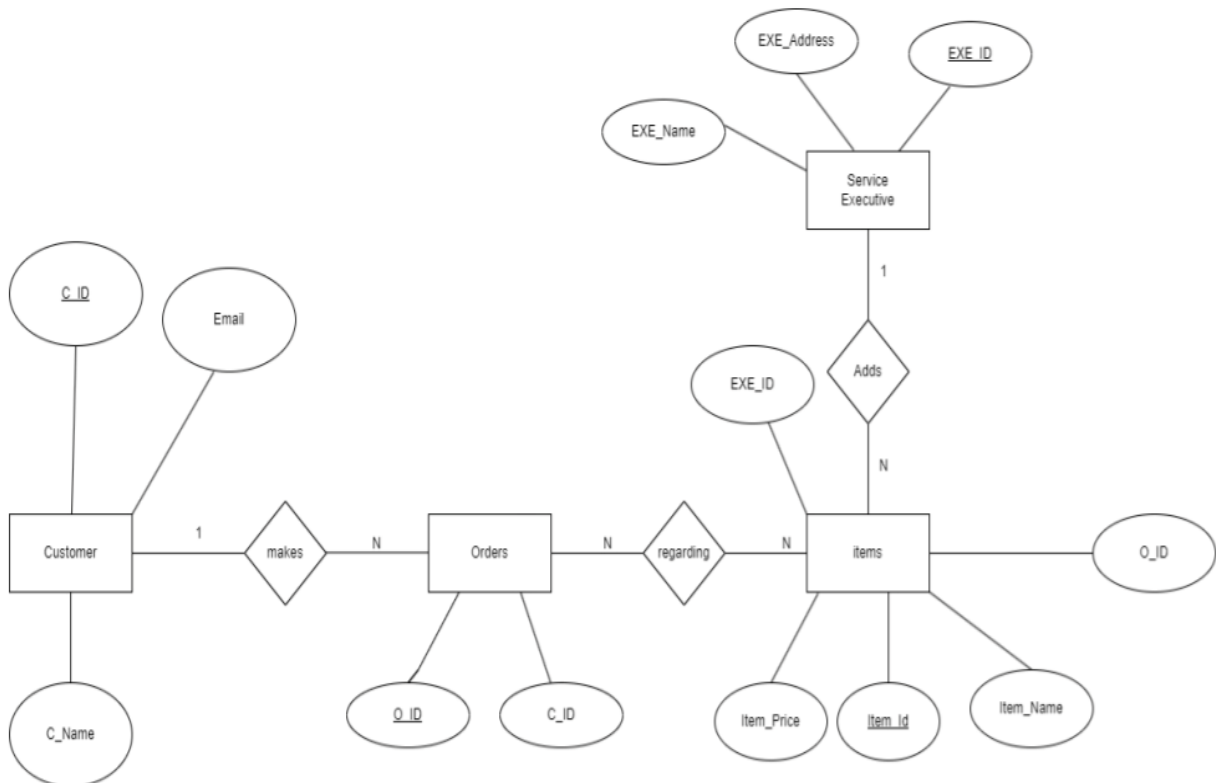 EXE_Address
EXE_ID
EXE_Name
Service
Executive
C_ID
Email
1
Adds
EXE_ID
N
Customer
1
makes
N
Orders
N
regarding
N
items
O_ID
O_ID
C_ID
Item_Price
Item_Id
Item_Name
C_Name